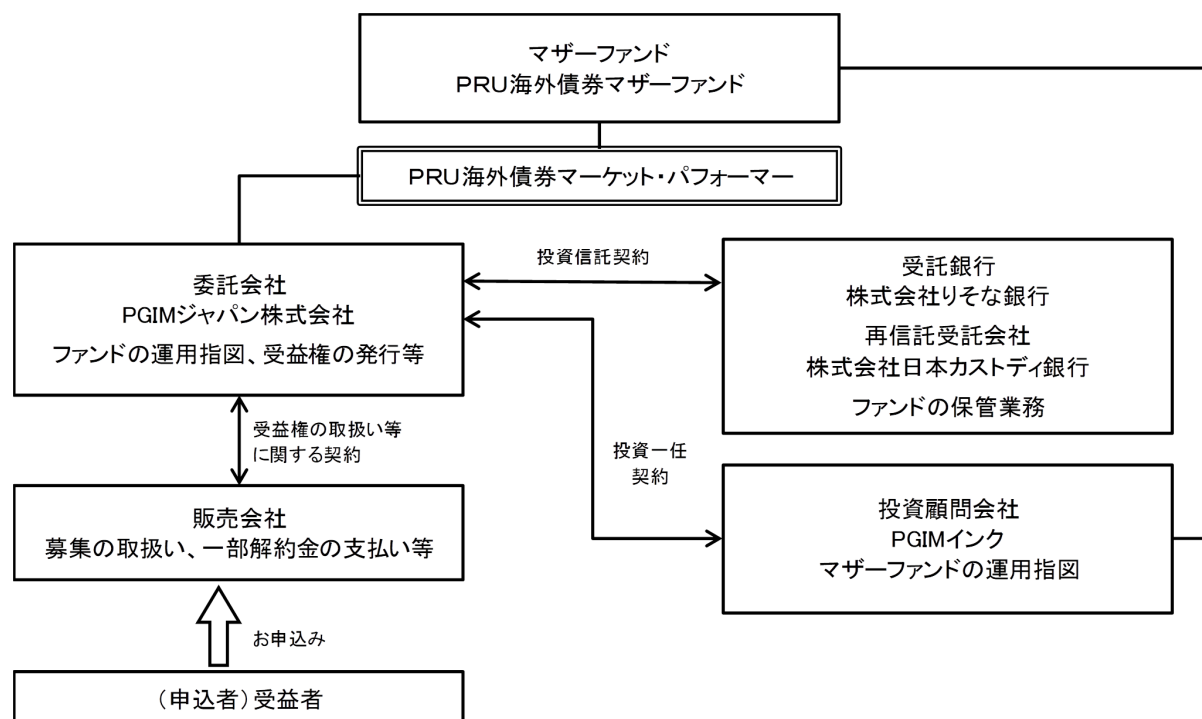 マザーファンド
PRU海外債券マザーファンド
PRU海外債券マーケット・パフォーマー
委託会社
PGIMジャパン株式会社
ファンドの運用指図、受益権の発行等
投資信託契約
受託銀行
株式会社りそな銀行
再信託受託会社
株式会社日本カストディ銀行
ファンドの保管業務
受益権の取扱い等
に関する契約
投資一任
契約
販売会社
募集の取扱い、一部解約金の支払い等
投資顧問会社
PGIMインク
マザーファンドの運用指図
お申込み
（申込者）受益者